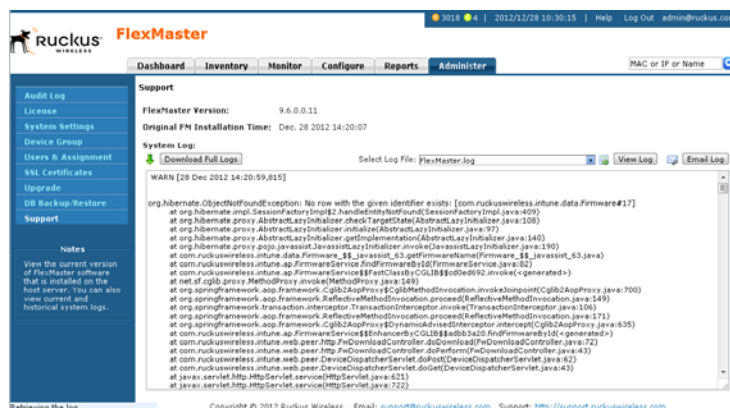 3018 4 | 2012/12/28 10:30:15 | Help Log Out admin@ruckus.com
Ruckus
WIRELESS
FlexMaster
Dashboard Inventory Monitor Configure Reports Administer
MAC or IP or Name
Audit Log
License
System Settings
Device Group
Users & Assignment
SSL Certificates
Upgrade
DB Backup/Restore
Support
Notes
View the current version
of FlexMaster software
that is installed on the
host server. You can also
view current and
historical system logs.
Support
FlexMaster Version: 9.6.0.0.11
Original FM Installation Time: Dec. 28 2012 14:20:07
System Log:
Download Full Logs Select Log File: FlexMaster.log View Log Email Log
WARN [28 Dec 2012 14:20:59,815]
org.hibernate.ObjectNotFoundException: No row with the given identifier exists: [com.ruckuswireless.intune.data.Firmware#17]
at org.hibernate.impl.SessionFactoryImpl$2.handleEntityNotFound(SessionFactoryImpl.java:409)
at org.hibernate.proxy.AbstractLazyInitializer.checkTargetState(AbstractLazyInitializer.java:108)
at org.hibernate.proxy.AbstractLazyInitializer.initialize(AbstractLazyInitializer.java:97)
at org.hibernate.proxy.AbstractLazyInitializer.getImplementation(AbstractLazyInitializer.java:140)
at org.hibernate.proxy.pojo.javassist.JavassistLazyInitializer.invoke(JavassistLazyInitializer.java:190)
at com.ruckuswireless.intune.data.Firmware_$$_javassist_63.getFirmwareName(Firmware_$$_javassist_63.java)
at com.ruckuswireless.intune.ap.FirmwareService.findFirmwareById(FirmwareService.java:82)
at com.ruckuswireless.intune.ap.FirmwareService$$FastClassByCGLIB$$cd0ed692.invoke(<generated>)
at net.sf.cglib.proxy.MethodProxy.invoke(MethodProxy.java:149)
at org.springframework.aop.framework.Cglib2AopProxy$CglibMethodInvocation.invokeJoinpoint(Cglib2AopProxy.java:700)
at org.springframework.aop.framework.ReflectiveMethodInvocation.proceed(ReflectiveMethodInvocation.java:149)
at org.springframework.transaction.interceptor.TransactionInterceptor.invoke(TransactionInterceptor.java:106)
at org.springframework.aop.framework.ReflectiveMethodInvocation.proceed(ReflectiveMethodInvocation.java:171)
at org.springframework.aop.framework.Cglib2AopProxy$DynamicAdvisedInterceptor.intercept(Cglib2AopProxy.java:635)
at com.ruckuswireless.intune.ap.FirmwareService$$EnhancerByCGLIB$$adbb3a20.findFirmwareById(<generated>)
at com.ruckuswireless.intune.web.peer.http.FwDownloadController.doDownload(FwDownloadController.java:72)
at com.ruckuswireless.intune.web.peer.http.FwDownloadController.doPerform(FwDownloadController.java:43)
at com.ruckuswireless.intune.web.peer.DeviceDispatcherServlet.doPost(DeviceDispatcherServlet.java:62)
at com.ruckuswireless.intune.web.peer.DeviceDispatcherServlet.doGet(DeviceDispatcherServlet.java:43)
at javax.servlet.http.HttpServlet.service(HttpServlet.java:621)
at javax.servlet.http.HttpServlet.service(HttpServlet.java:722)
Retrieving the log
Copyright © 2012 Ruckus Wireless Email: support@ruckuswireless.com Support: http://support.ruckuswireless.com